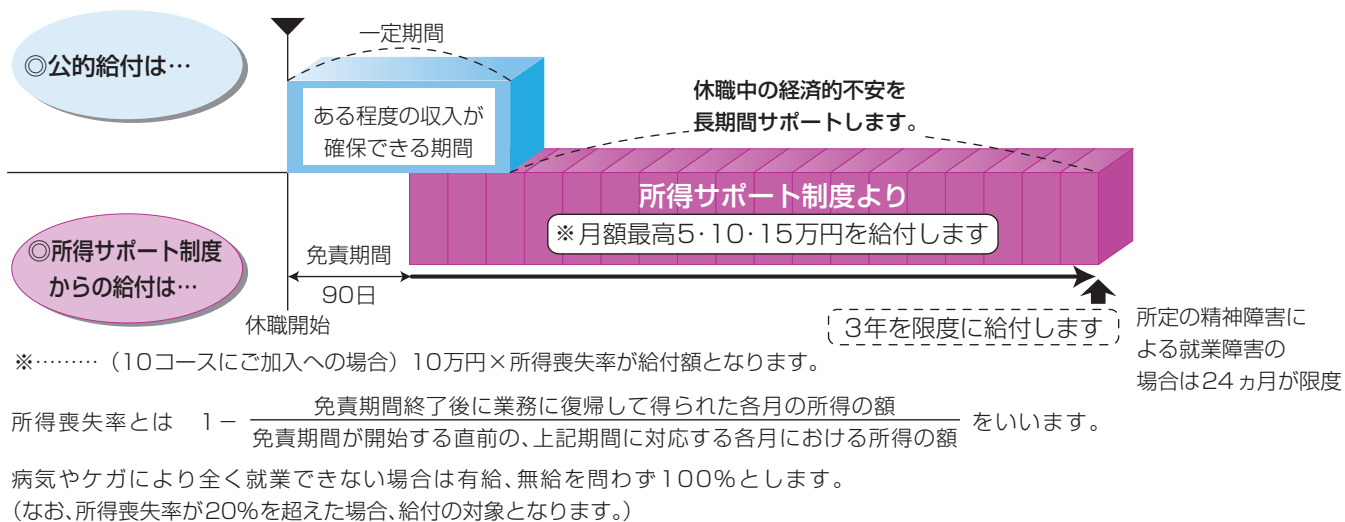 ◎公的給付は…
一定期間
ある程度の収入が
確保できる期間
休職中の経済的不安を
長期間サポートします。
所得サポート制度より
※月額最高5・10・15万円を給付します
◎所得サポート制度
からの給付は…
免責期間
90日
休職開始
3年を限度に給付します
所定の精神障害に
よる就業障害の
場合は24ヵ月が限度
※………（10コースにご加入への場合）10万円×所得喪失率が給付額となります。
所得喪失率とは 1− 免責期間終了後に業務に復帰して得られた各月の所得の額
免責期間が開始する直前の、上記期間に対応する各月における所得の額 をいいます。
病気やケガにより全く就業できない場合は有給、無給を問わず100%とします。
（なお、所得喪失率が20%を超えた場合、給付の対象となります。）